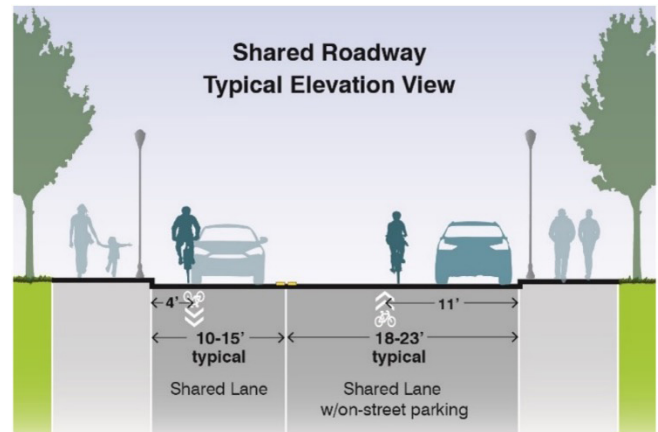 Shared Roadway
Typical Elevation View
4’
11’
10-15’
typical
18-23’
typical
Shared Lane
Shared Lane
w/on-street parking